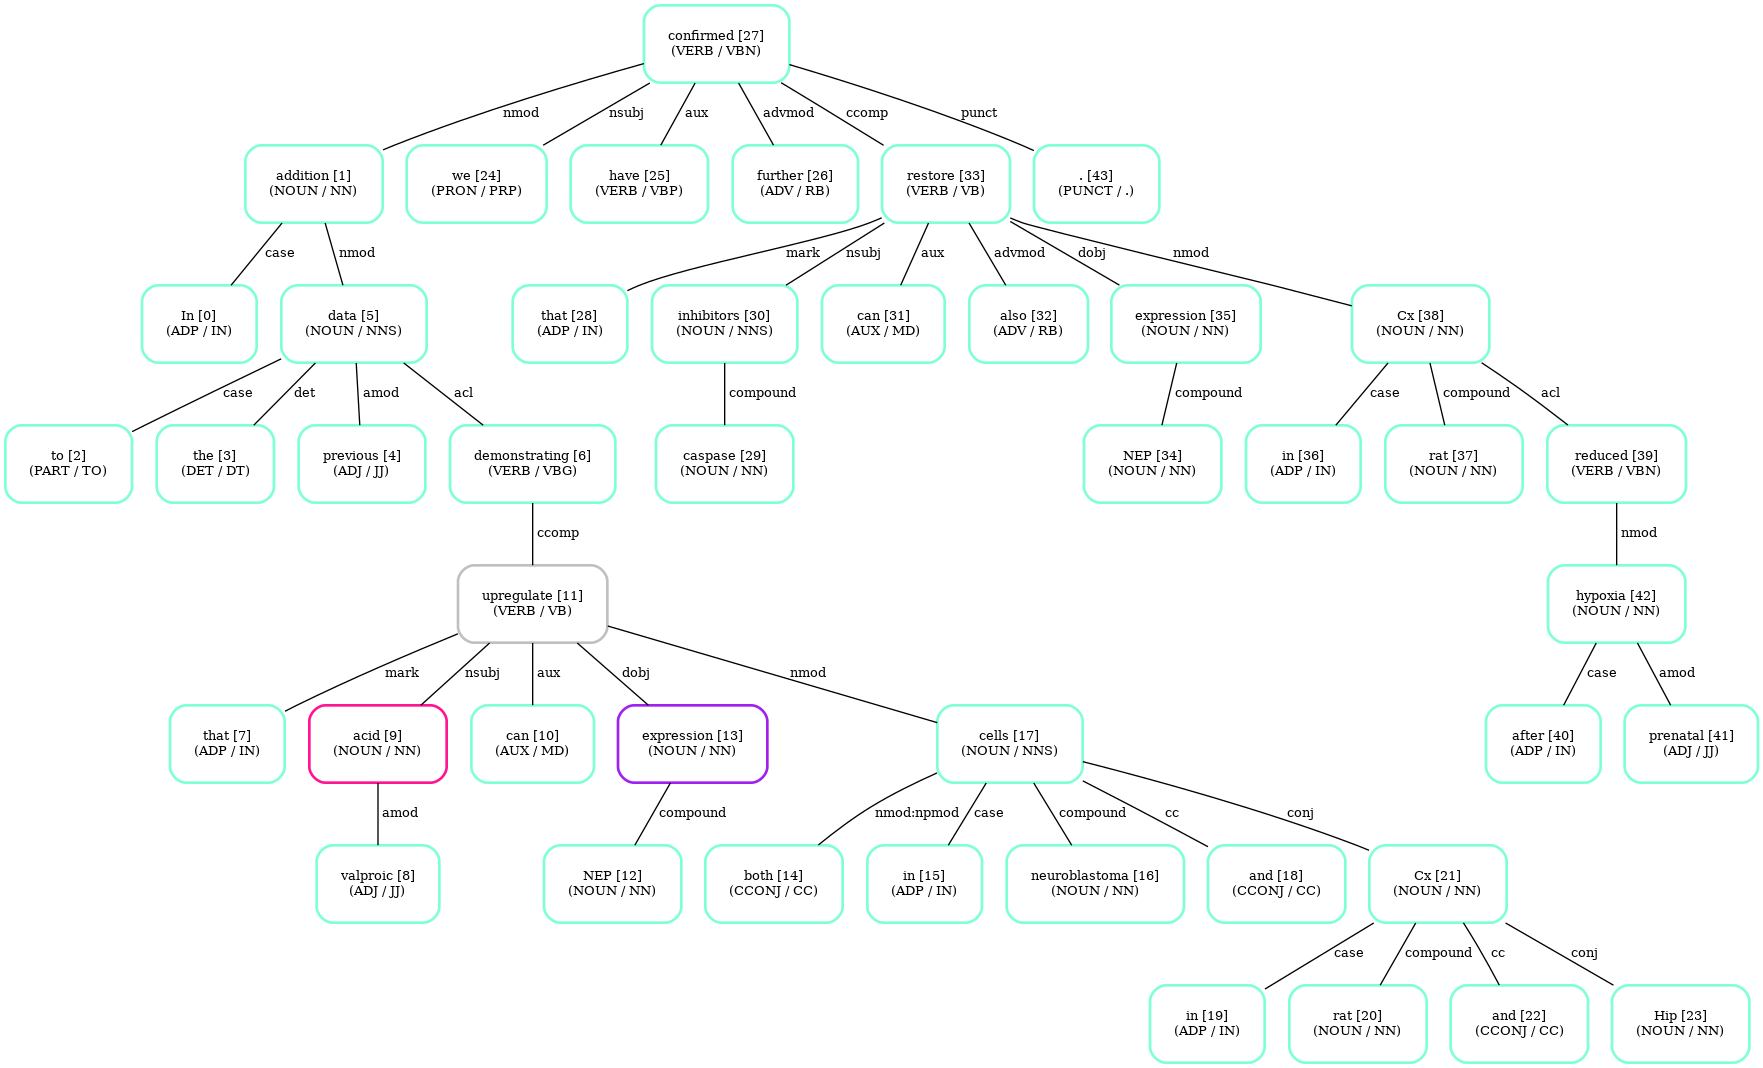 confirmed [27]
(VERB / VBN)
nmod
nsubj
aux
advmod
ccomp
punct
addition [1]
(NOUN / NN)
we [24]
(PRON / PRP)
have [25]
(VERB / VBP)
further [26]
(ADV / RB)
restore [33]
(VERB / VB)
. [43]
(PUNCT / .)
case
nmod
mark
nsubj
aux
advmod
dobj
nmod
In [0]
(ADP / IN)
data [5]
(NOUN / NNS)
that [28]
(ADP / IN)
inhibitors [30]
(NOUN / NNS)
can [31]
(AUX / MD)
also [32]
(ADV / RB)
expression [35]
(NOUN / NN)
Cx [38]
(NOUN / NN)
case
det
amod
acl
compound
compound
case
compound
acl
to [2]
(PART / TO)
the [3]
(DET / DT)
previous [4]
(ADJ / JJ)
demonstrating [6]
(VERB / VBG)
caspase [29]
(NOUN / NN)
NEP [34]
(NOUN / NN)
in [36]
(ADP / IN)
rat [37]
(NOUN / NN)
reduced [39]
(VERB / VBN)
ccomp
nmod
upregulate [11]
(VERB / VB)
hypoxia [42]
(NOUN / NN)
mark
nsubj
aux
dobj
nmod
case
amod
that [7]
(ADP / IN)
acid [9]
(NOUN / NN)
can [10]
(AUX / MD)
expression [13]
(NOUN / NN)
cells [17]
(NOUN / NNS)
after [40]
(ADP / IN)
prenatal [41]
(ADJ / JJ)
amod
compound
nmod:npmod
case
compound
cc
conj
valproic [8]
(ADJ / JJ)
NEP [12]
(NOUN / NN)
both [14]
(CCONJ / CC)
in [15]
(ADP / IN)
neuroblastoma [16]
(NOUN / NN)
and [18]
(CCONJ / CC)
Cx [21]
(NOUN / NN)
case
compound
cc
conj
in [19]
(ADP / IN)
rat [20]
(NOUN / NN)
and [22]
(CCONJ / CC)
Hip [23]
(NOUN / NN)